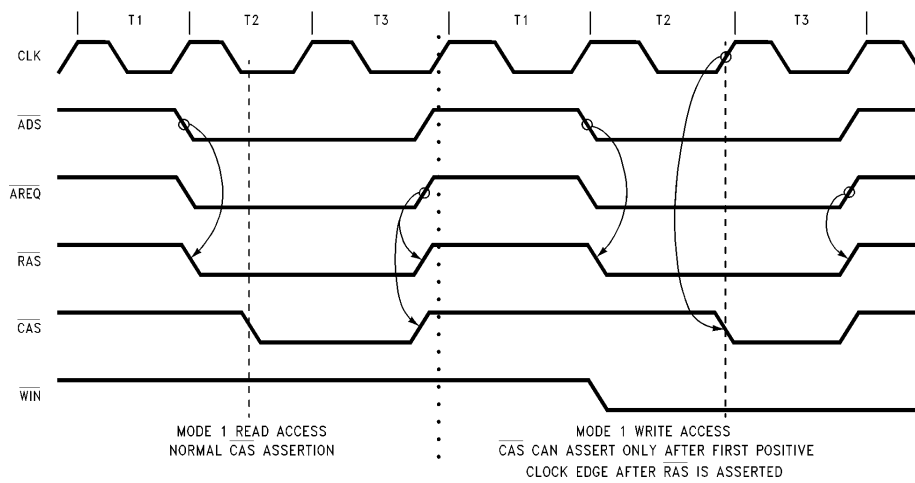 T1 T2 T3 T1 T2 T3
CLK
ADS
AREQ
RAS
CAS
WIN
MODE 1 READ ACCESS
NORMAL CAS ASSERTION
MODE 1 WRITE ACCESS
CAS CAN ASSERT ONLY AFTER FIRST POSITIVE
CLOCK EDGE AFTER RAS IS ASSERTED